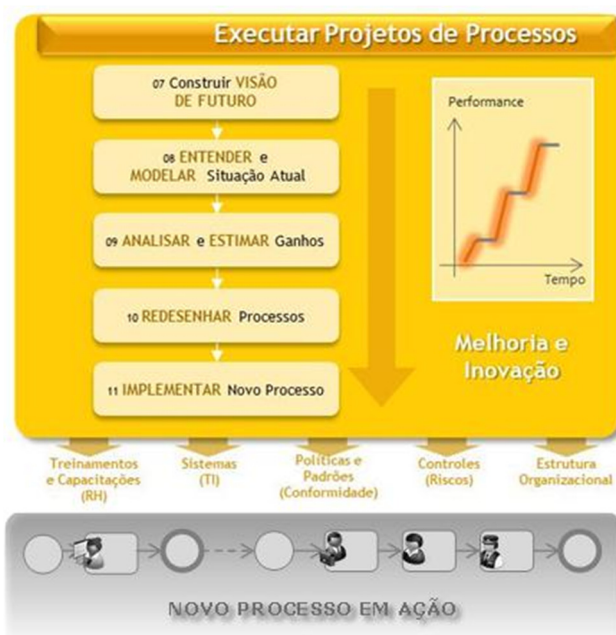 Executar Projetos de Processos
07 Construir VISÃO
DE FUTURO
08 ENTENDER e
MODELAR Situação Atual
09 ANALISAR e ESTIMAR Ganhos
10 REDESENHAR Processos
11 IMPLEMENTAR Novo Processo
Performance
Tempo
Melhoria e
Inovação
Treinamentos
e Capacitações
(RH)
Sistemas
(TI)
Políticas e
Padrões
(Conformidade)
Controles
(Riscos)
Estrutura
Organizacional
NOVO PROCESSO EM AÇÃO